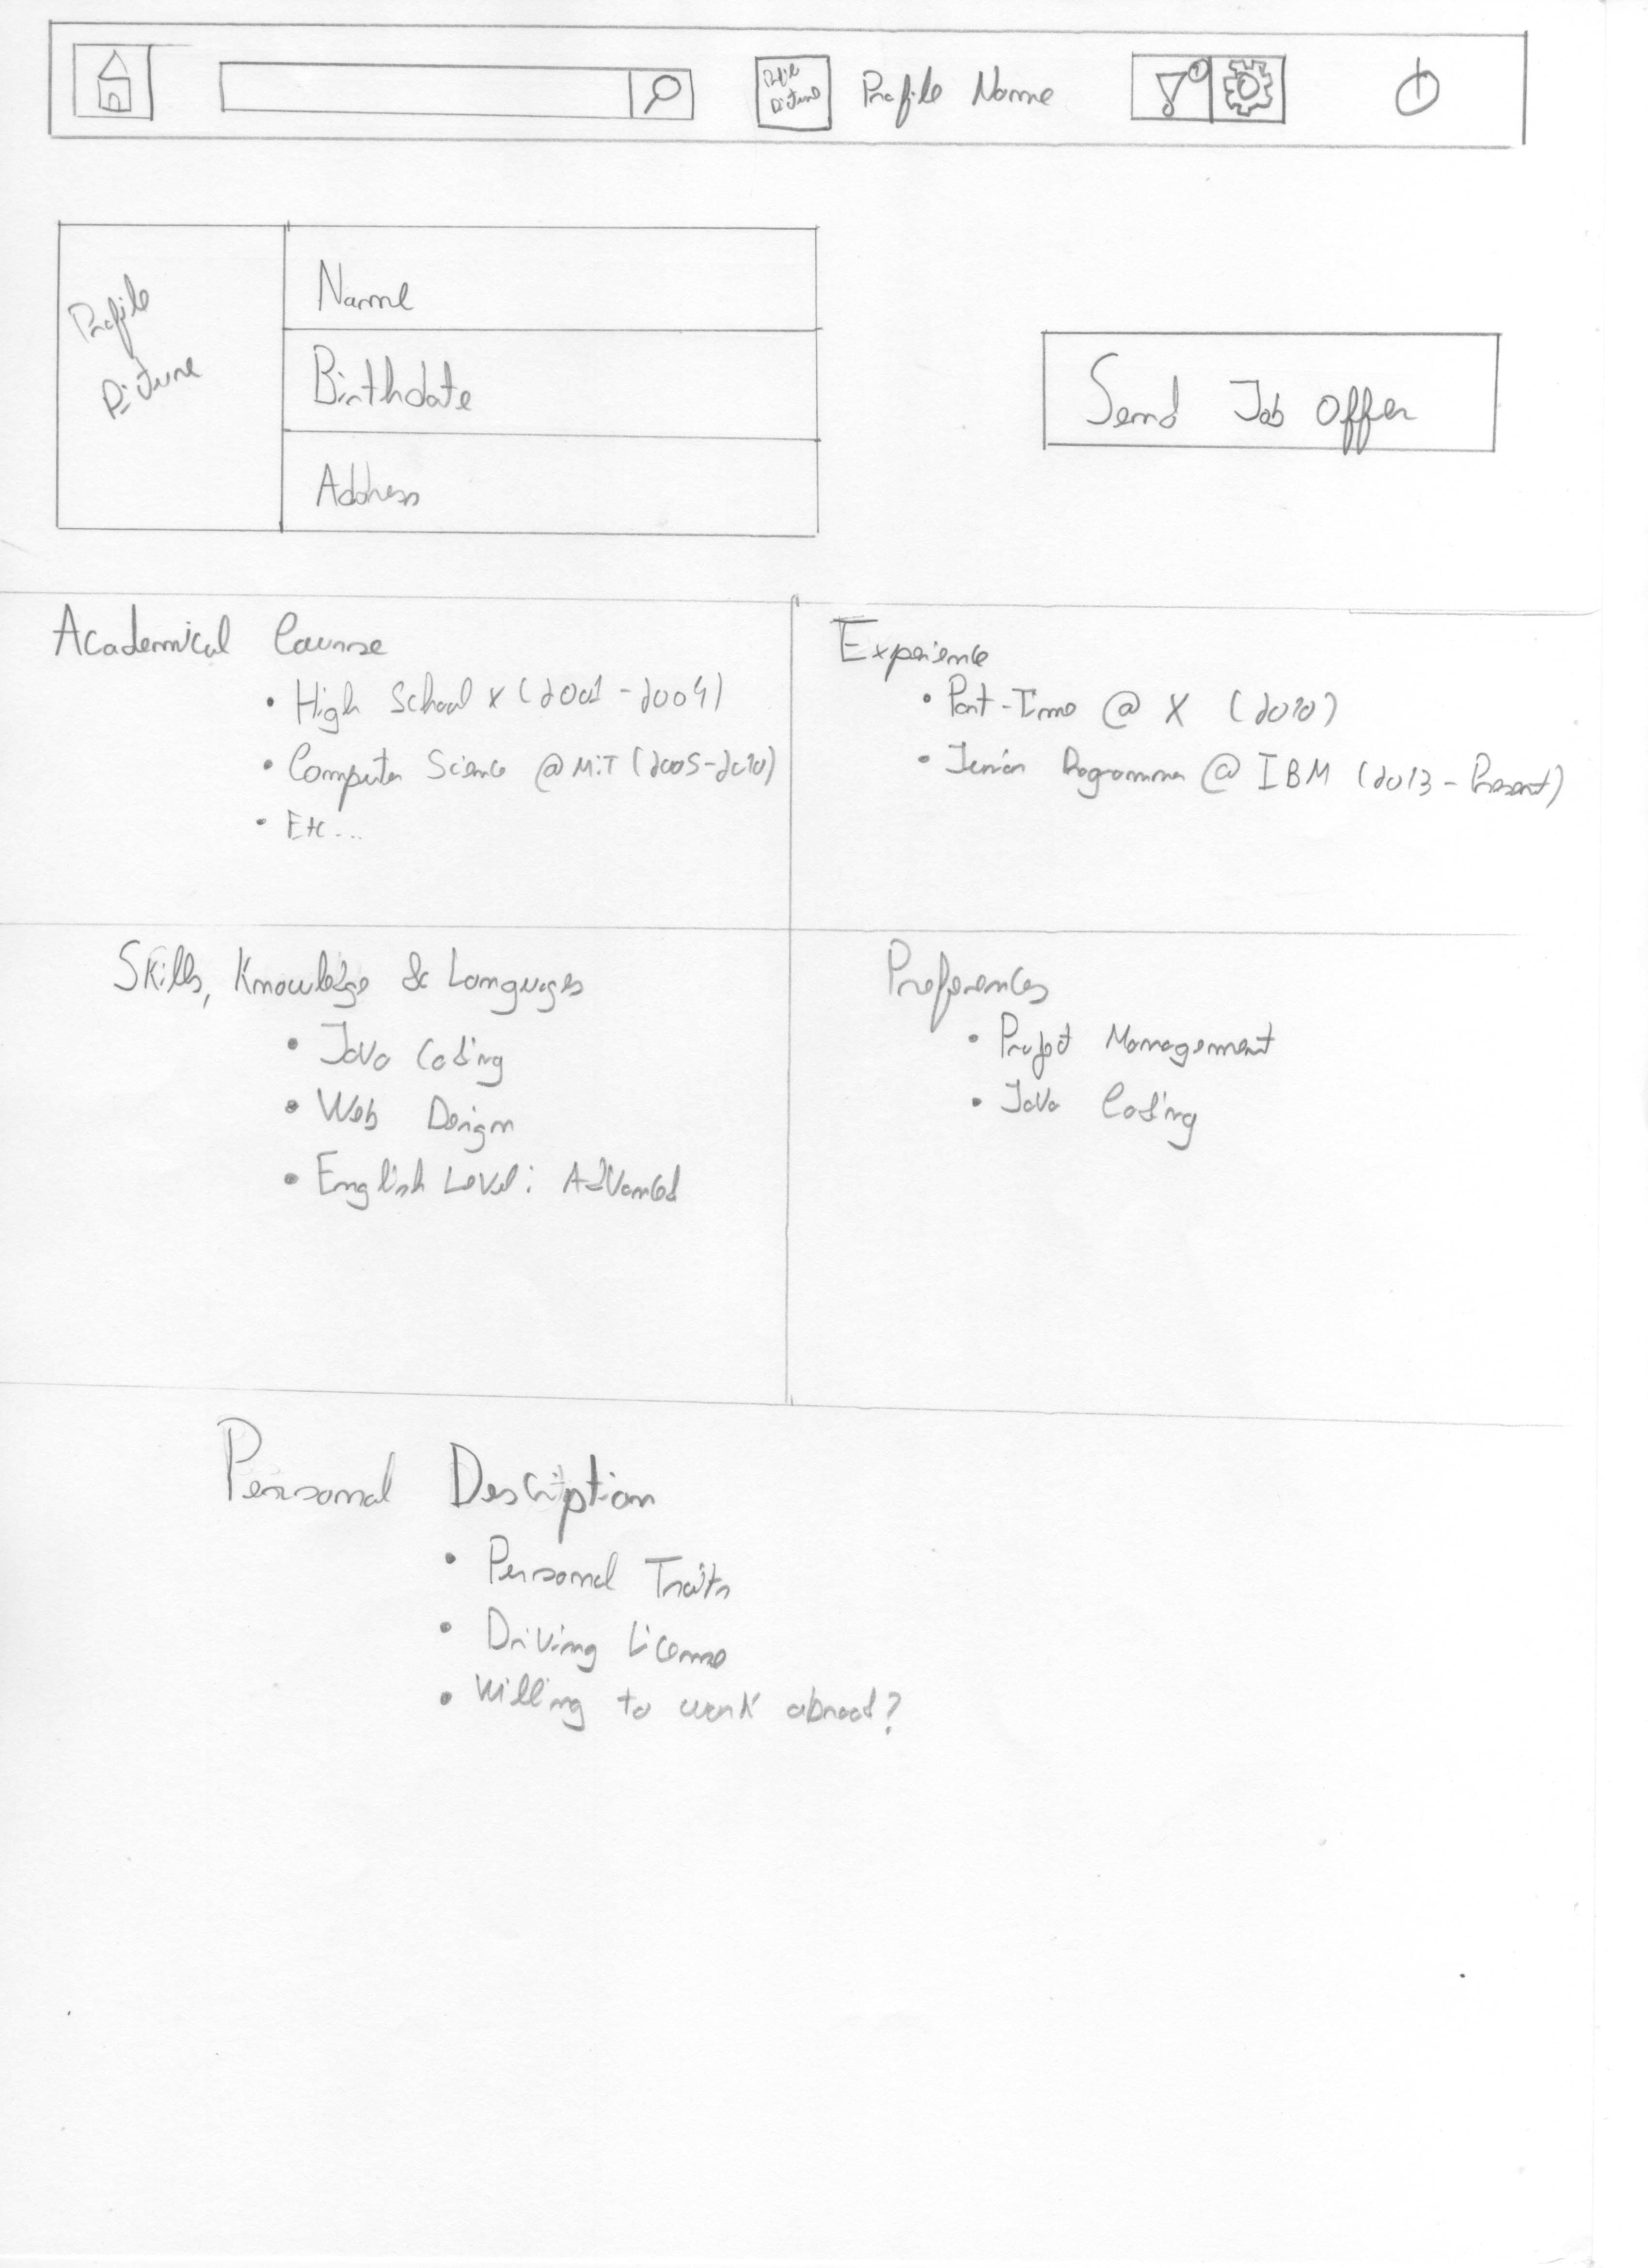 Profile
Picture
Profile Name
Profile
Picture
Name
Birthdate
Address
Send Job Offer
Academical Course
• High School X (2001 - 2004)
• Computer Science @ MiT (2005-2010)
• Etc...
Experience
• Part-Time @ X (2010)
• Junior Programmer @ IBM (2013 - Present)
Skills, Knowledge & Languages
• Java Coding
• Web Design
• English Level: Advanced
Preferences
• Project Management
• Java Coding
Personal Description
• Personal Traits
• Driving License
• Willing to work abroad?